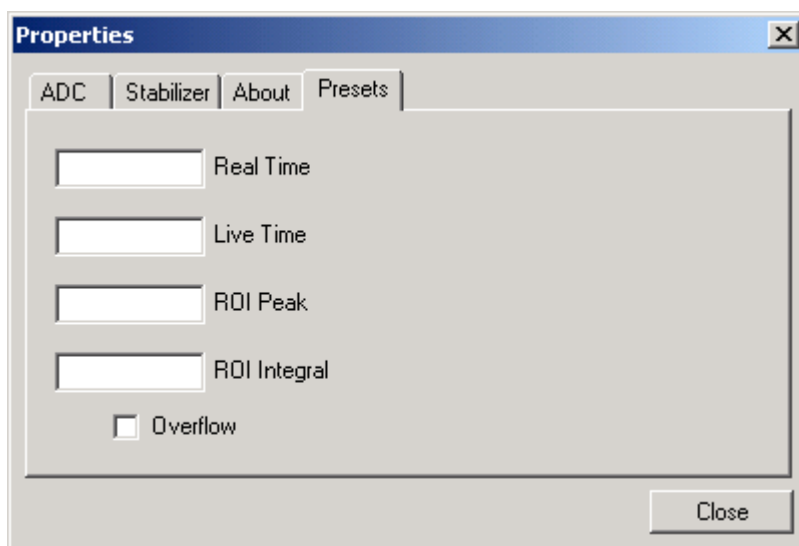 Properties
ADC Stabilizer About Presets
Real Time
Live Time
ROI Peak
ROI Integral
Overflow
Close